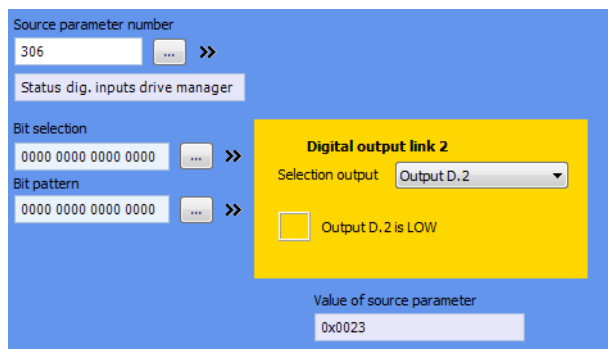 Source parameter number
306
...
Status dig. inputs drive manager
Bit selection
0000 0000 0000 0000
...
Bit pattern
0000 0000 0000 0000
...
Digital output link 2
Selection output
Output D.2
Output D.2 is LOW
Value of source parameter
0x0023